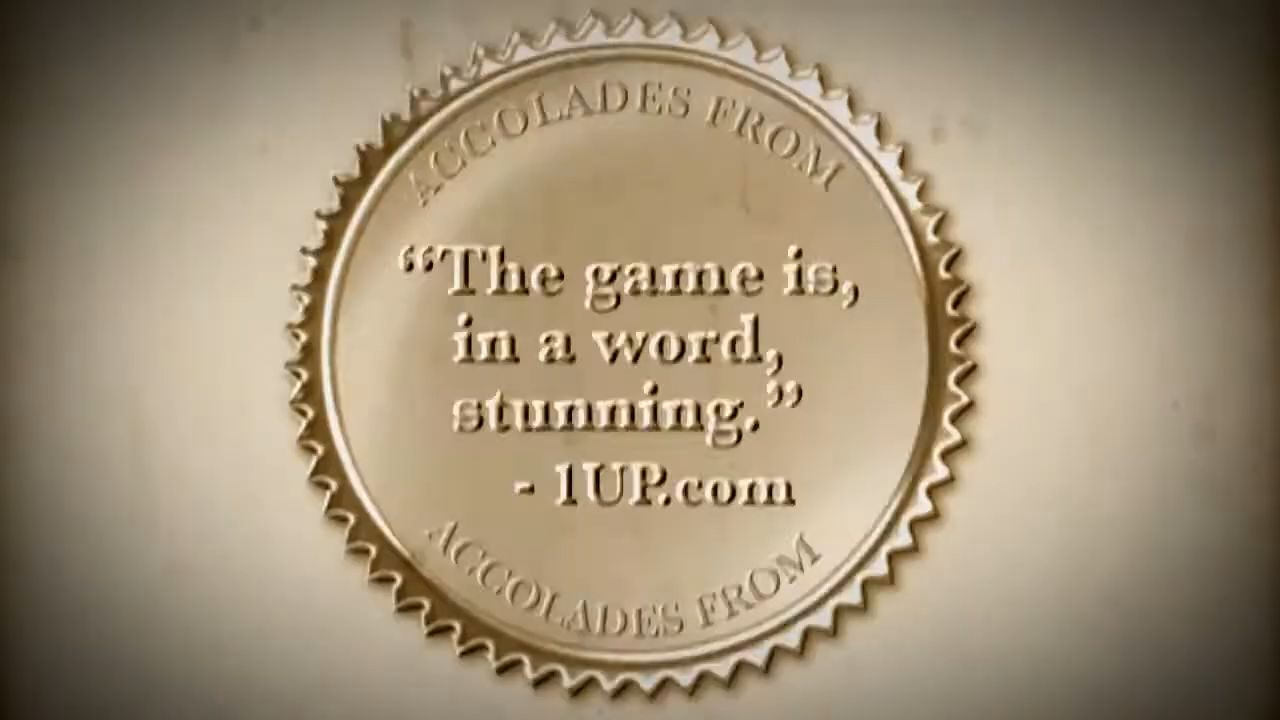 ACCOLADES FROM
“The game is,
in a word,
stunning.”
- 1UP.com
ACCOLADES FROM